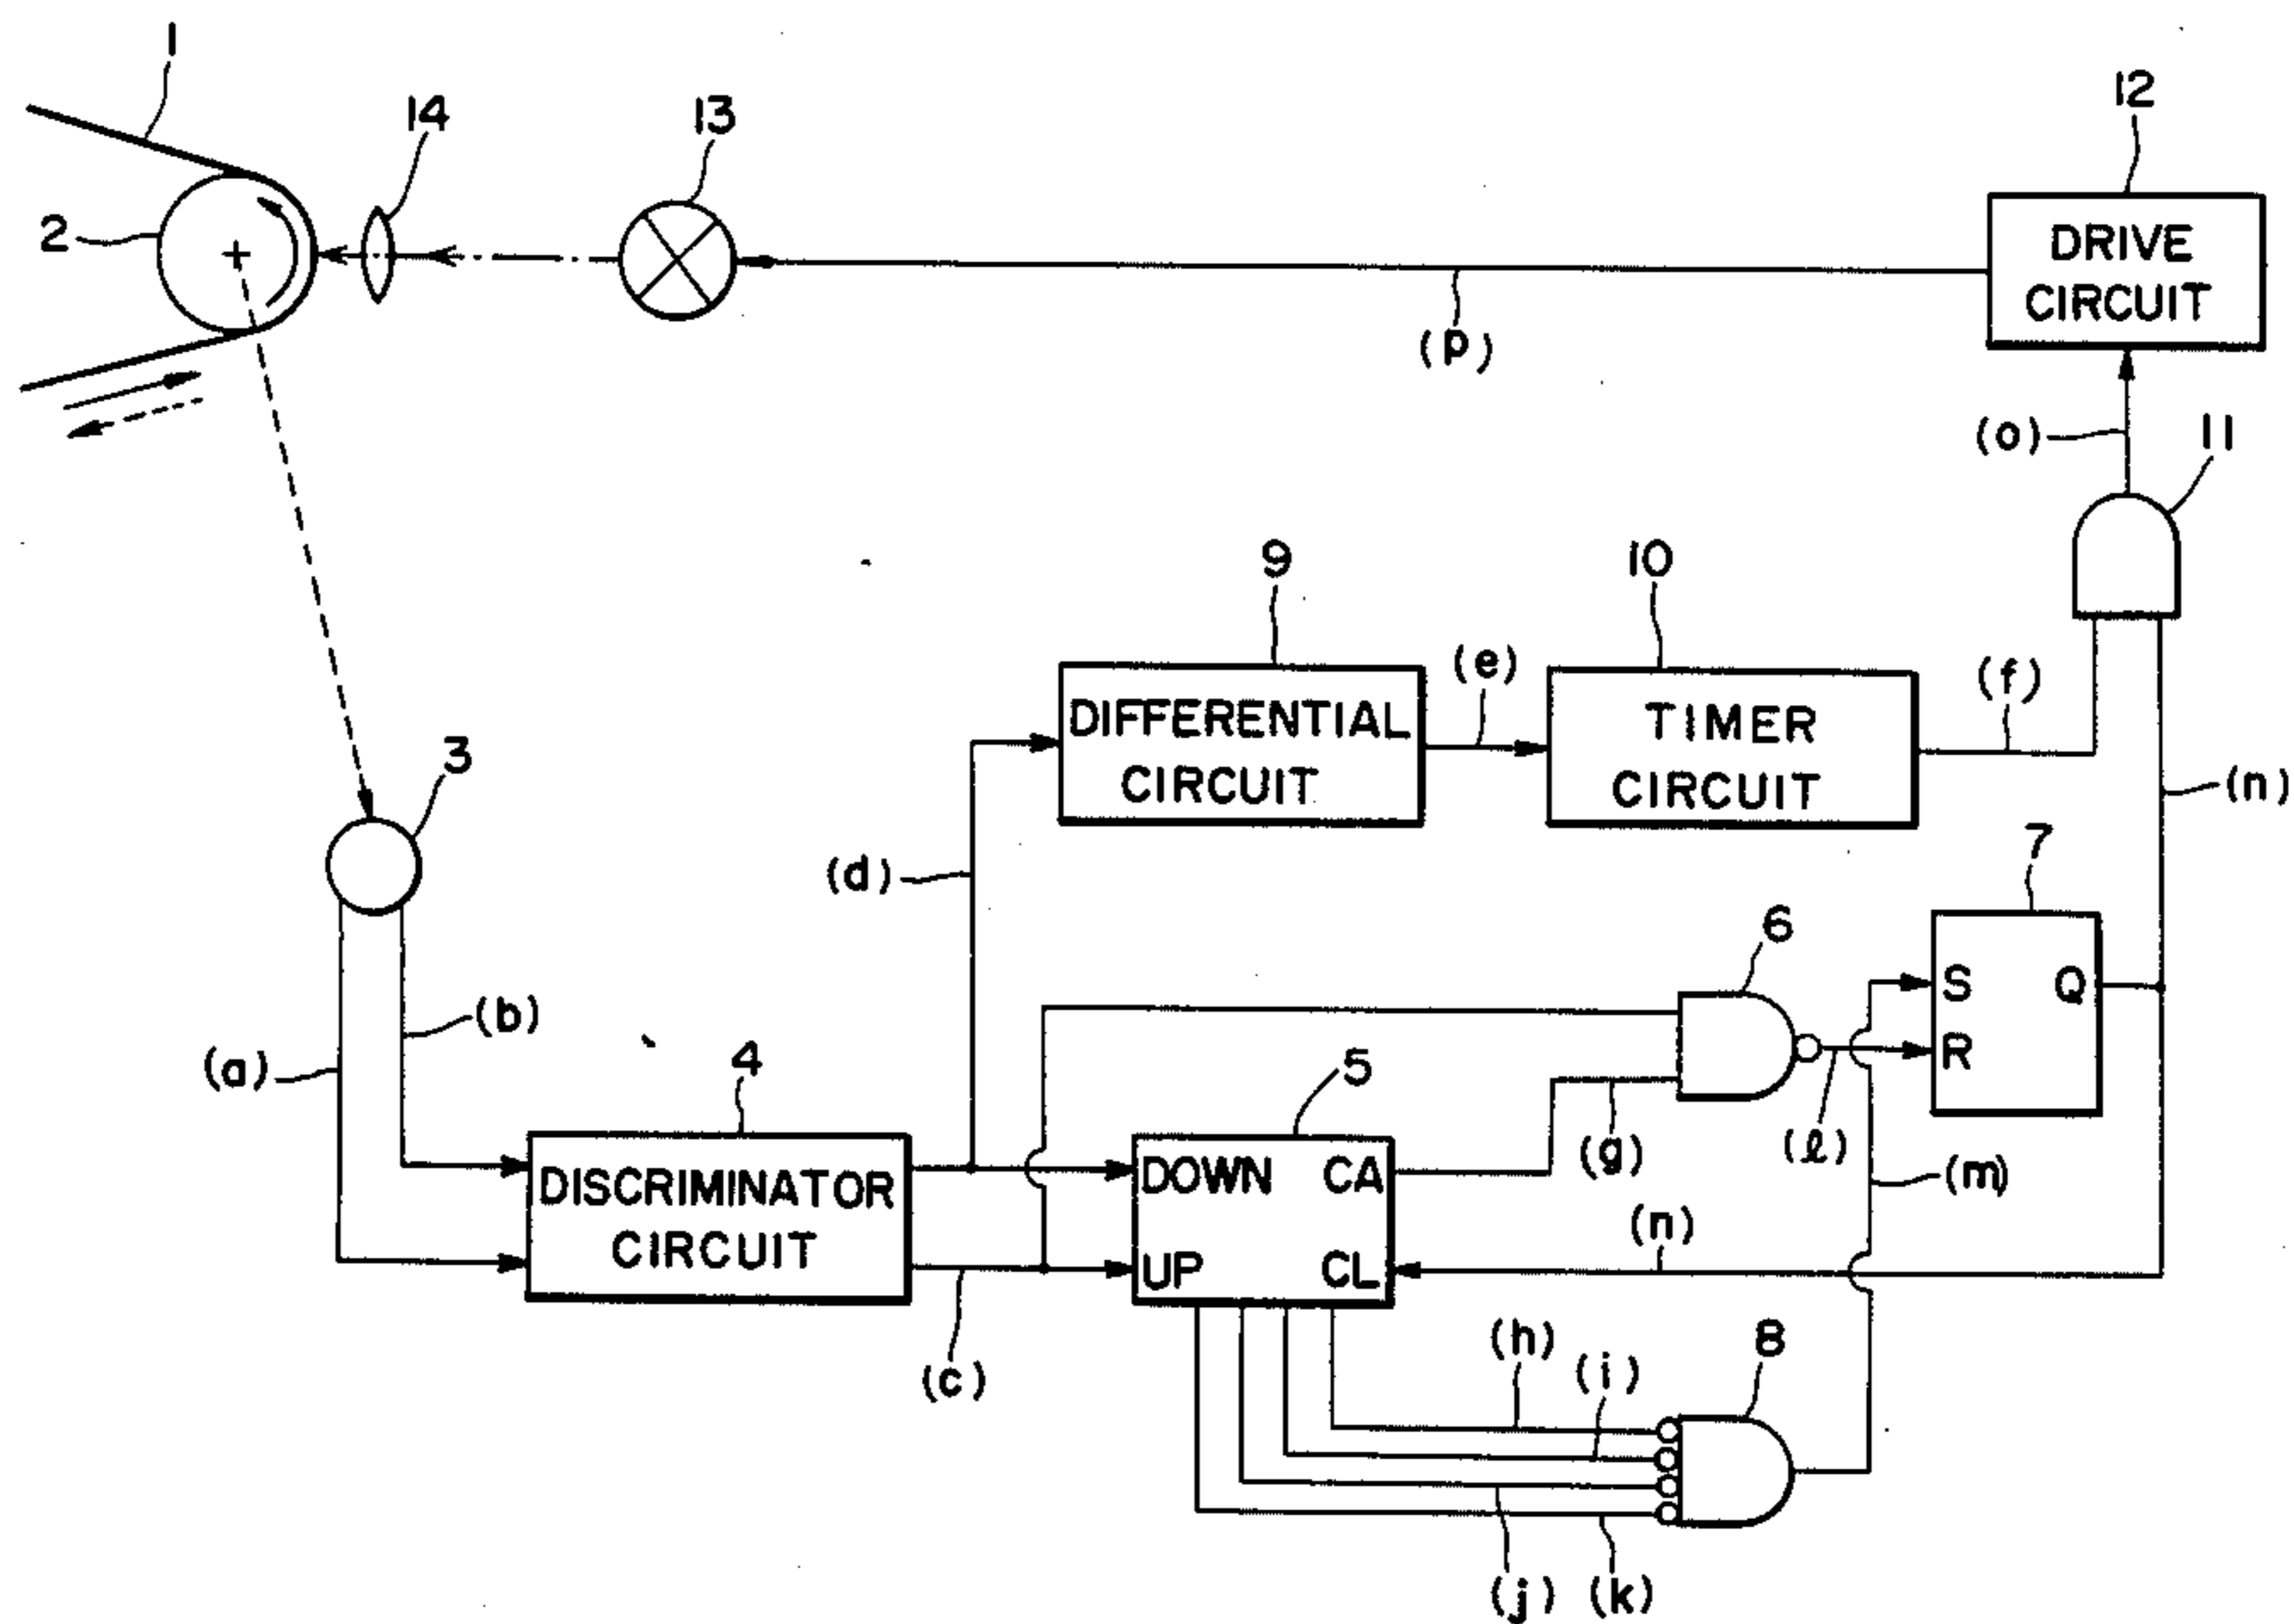 1
14
13
12
2
DRIVE
CIRCUIT
(p)
(o)
11
9
10
(e)
(f)
DIFFERENTIAL
CIRCUIT
TIMER
CIRCUIT
3
(n)
(d)
7
6
(b)
S Q
R
(a)
4
5
(g)
(ℓ)
(m)
DISCRIMINATOR
CIRCUIT
DOWN CA
UP CL
(n)
(c)
(h)
(i)
8
(j)
(k)